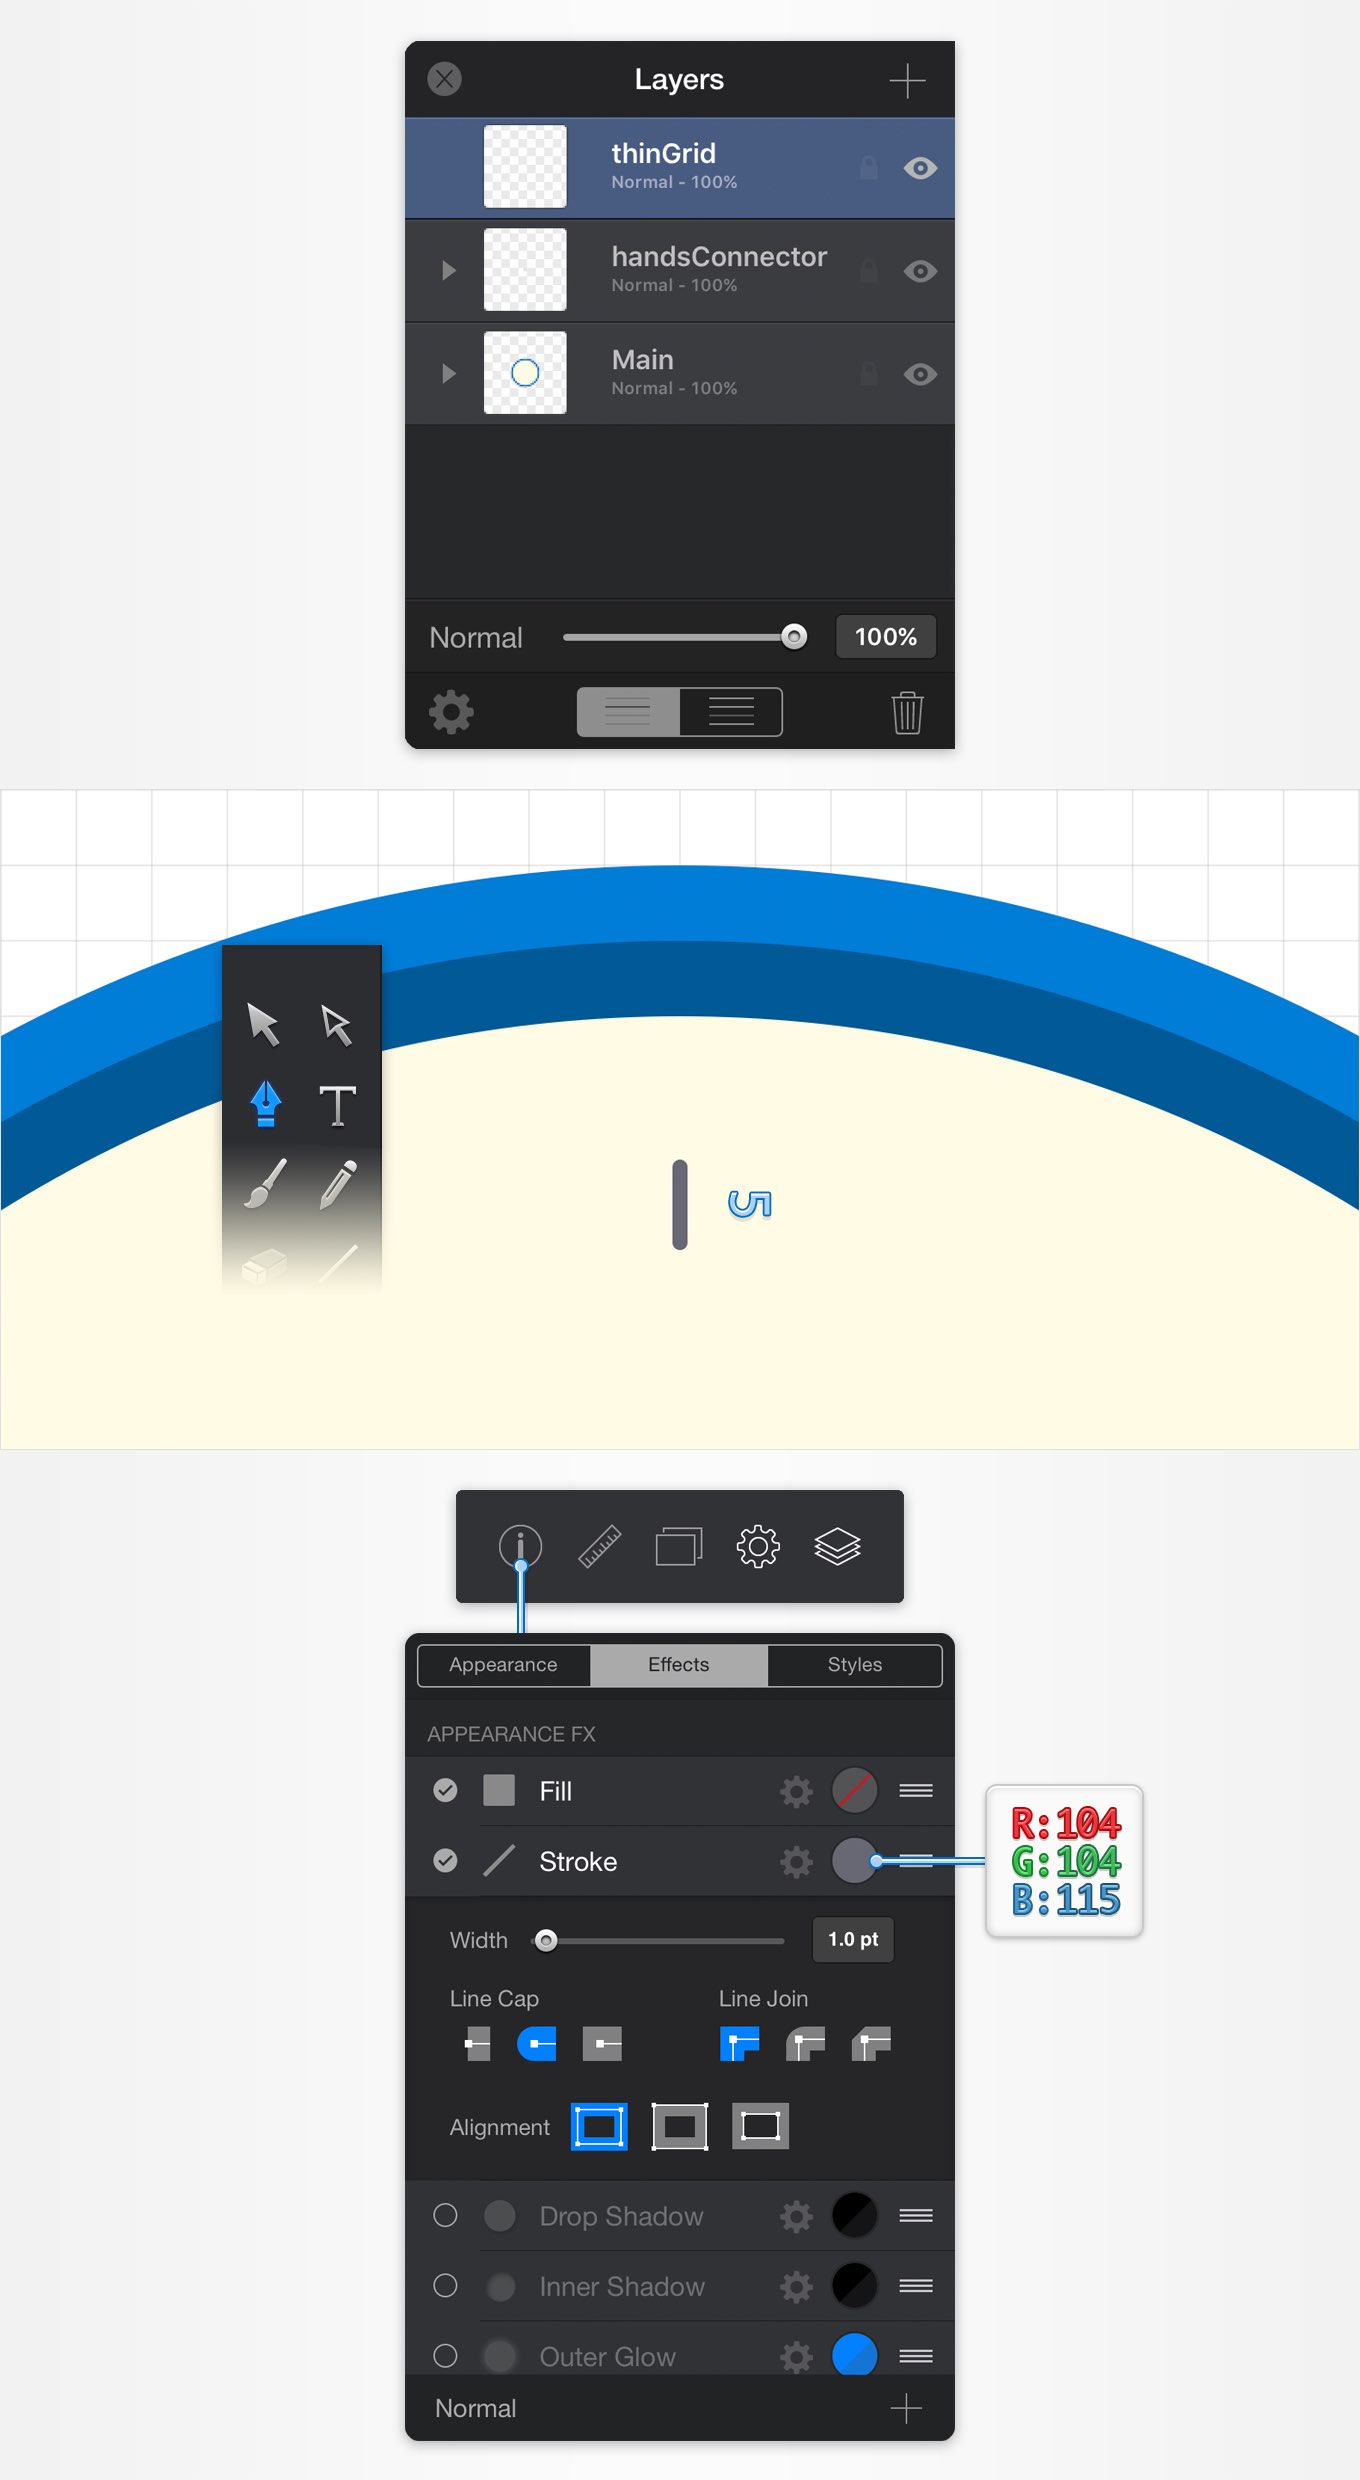 Layers
thinGrid
Normal - 100%
handsConnector
Normal - 100%
Main
Normal - 100%
Normal 100%
T
5
Appearance Effects Styles
APPEARANCE FX
Fill
Stroke
R:104
G:104
B:115
Width 1.0 pt
Line Cap Line Join
Alignment
Drop Shadow
Inner Shadow
Outer Glow
Normal